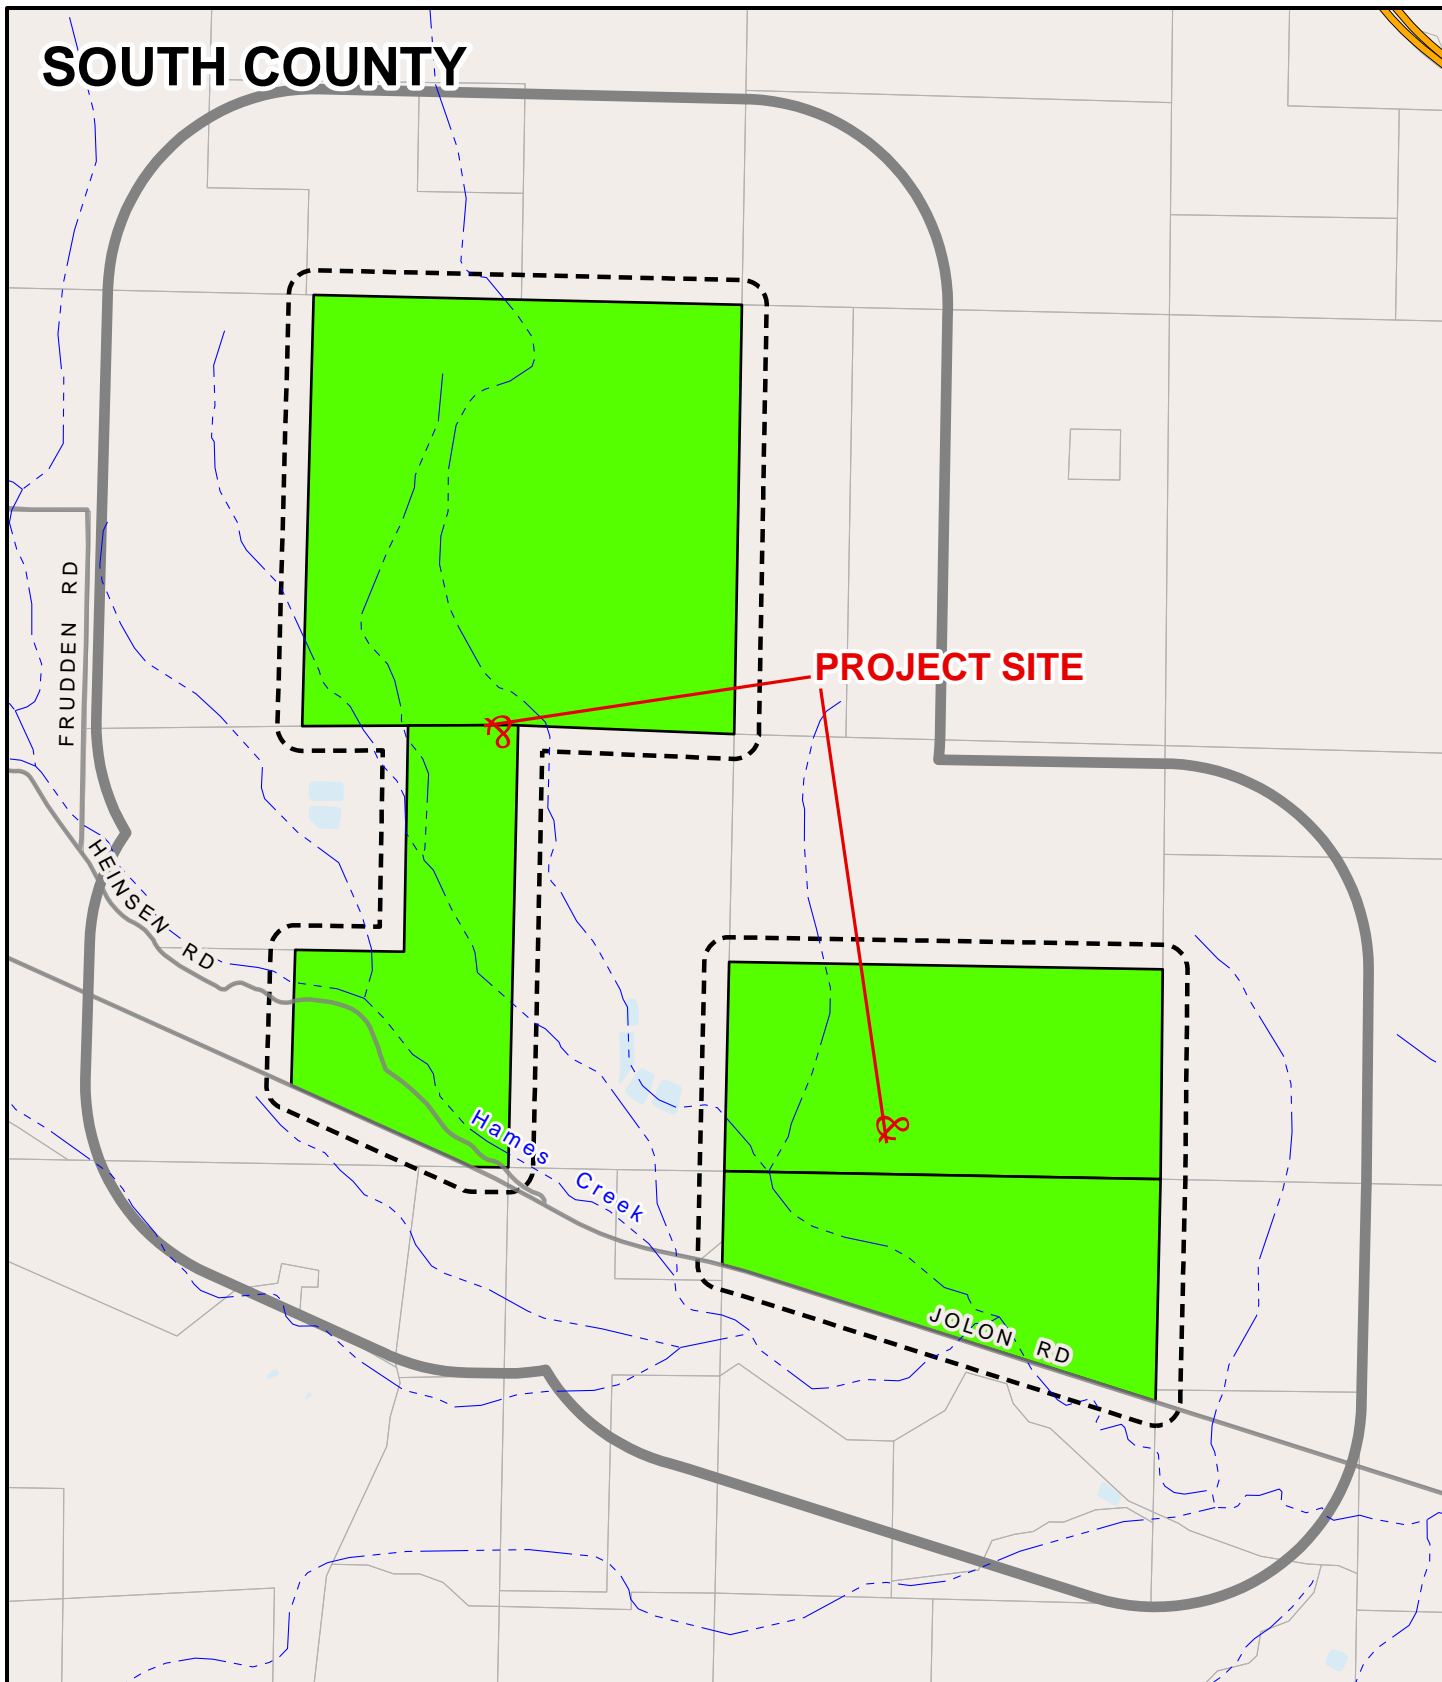 SOUTH COUNTY
FRUDDEN RD
PROJECT SITE
HEINSEN RD
Hames Creek
JOLON RD